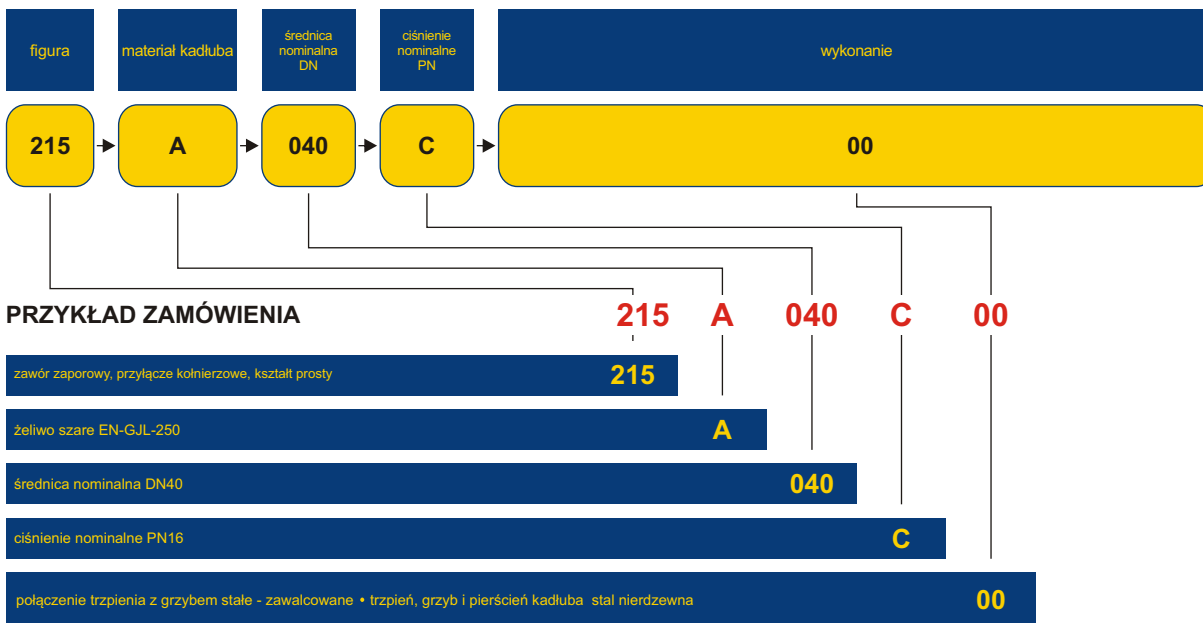 figura
materiał kadłuba
średnica
nominalna
DN
ciśnienie
nominalne
PN
wykonanie
215
A
040
C
00
PRZYKŁAD ZAMÓWIENIA
215 A 040 C 00
zawór zaporowy, przyłącze kołnierzowe, kształt prosty 215
żeliwo szare EN-GJL-250 A
średnica nominalna DN40 040
ciśnienie nominalne PN16 C
połączenie trzpienia z grzybem stałe - zawalcowane • trzpień, grzyb i pierścień kadłuba stal nierdzewna 00